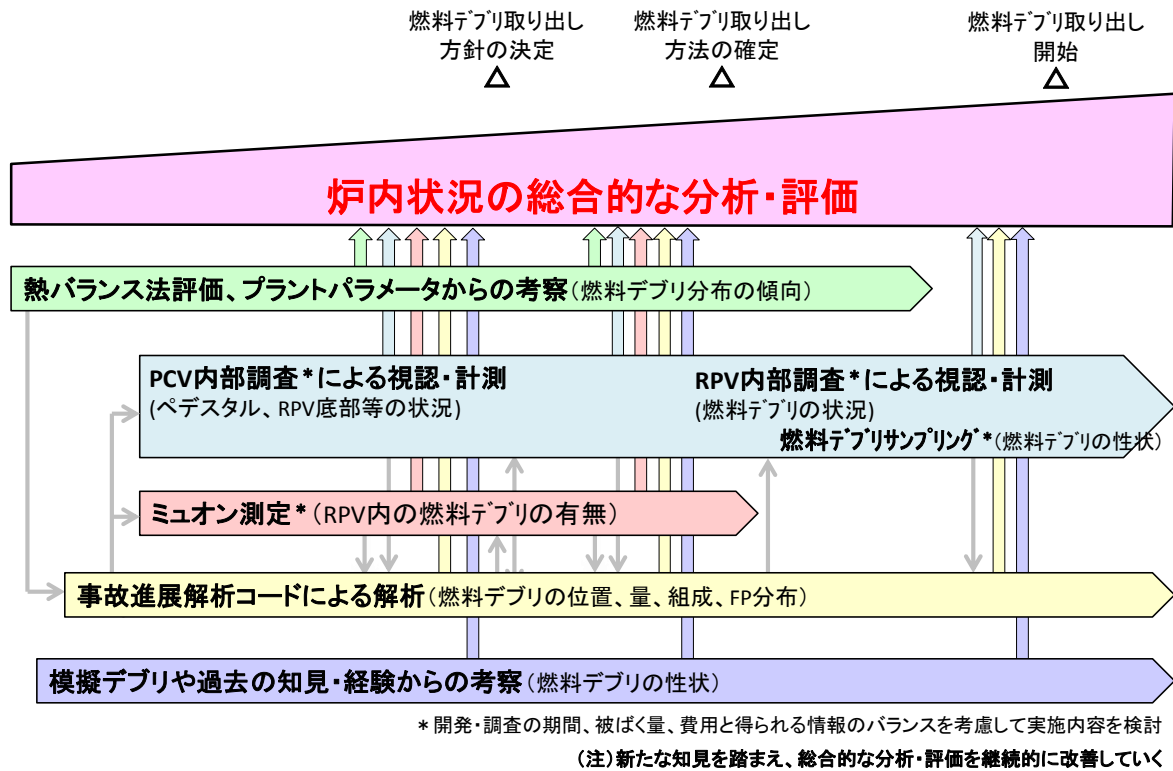 燃料ﾃﾞﾌﾞﾘ取り出し
方針の決定
燃料ﾃﾞﾌﾞﾘ取り出し
方法の確定
燃料ﾃﾞﾌﾞﾘ取り出し
開始
炉内状況の総合的な分析・評価
熱バランス法評価、プラントパラメータからの考察(燃料デブリ分布の傾向)
PCV内部調査*による視認・計測
(ペデスタル、RPV底部等の状況)
RPV内部調査*による視認・計測
(燃料デブリの状況)
燃料ﾃﾞﾌﾞﾘｻﾝﾌﾟﾘﾝｸﾞ*(燃料デブリの性状)
ミュオン測定*(RPV内の燃料ﾃﾞﾌﾞﾘの有無)
事故進展解析コードによる解析(燃料デブリの位置、量、組成、FP分布)
模擬デブリや過去の知見・経験からの考察(燃料デブリの性状)
*開発・調査の期間、被ばく量、費用と得られる情報のバランスを考慮して実施内容を検討
(注)新たな知見を踏まえ、総合的な分析・評価を継続的に改善していく